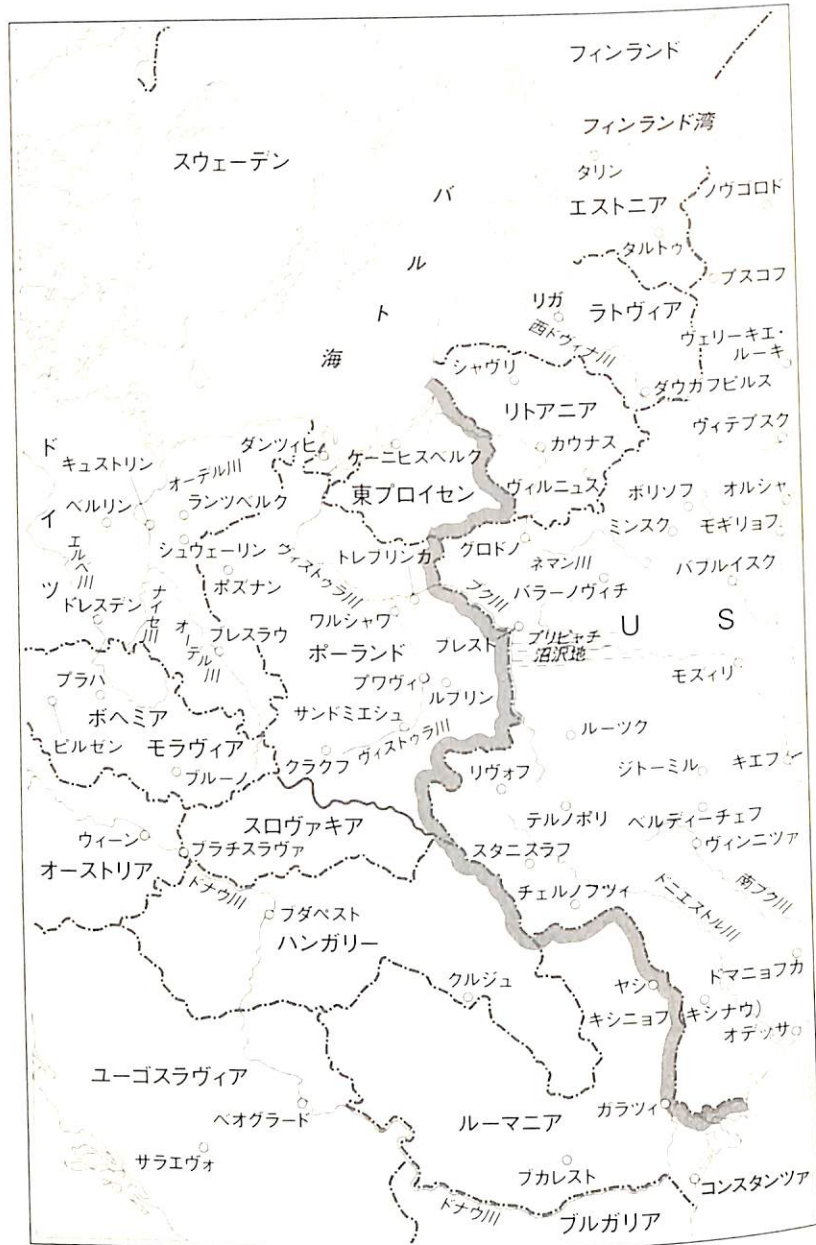 フィンランド
フィンランド湾
スウェーデン
タリン
エストニア
ノヴゴロド
バルト海
タルトゥ
プスコフ
リガ
ラトヴィア
西ドヴィナ川
ヴェリーキエ・
ルーキ
シャヴリ
ダウガフピルス
リトアニア
ヴィテブスク
カウナス
ドイツ
ダンツィヒ
ケーニヒスベルク
キュストリン
オーデル川
東プロイセン
ヴィルニュス
ボリソフ
オルシャ
ベルリン
ランツベルク
ミンスク
モギリョフ
エルベ川
シュウェーリン
ヴィストゥラ川
トレブリンカ
グロドノ
ネマン川
バブルイスク
ナイセ川
ポズナン
ブク川
バラーノヴィチ
ドレスデン
オーデル川
ワルシャワ
U S
ブレスラウ
ポーランド
ブレスト
プリピャチ
沼沢地
プラハ
プワヴィ
モズィリ
ボヘミア
ルブリン
サンドミエシュ
ルーツク
ピルゼン
モラヴィア
ヴィストゥラ川
ブルーノ
クラクフ
リヴォフ
ジトーミル
キエフ
スロヴァキア
テルノポリ
ベルディーチェフ
ウィーン
ブラチスラヴァ
スタニスラフ
ヴィンニツァ
オーストリア
ドナウ川
チェルノフツィ
ドニエストル川
南ブク川
ブダペスト
ハンガリー
クルジュ
ヤシ
ドマニョフカ
キシニョフ(キシナウ)
オデッサ
ユーゴスラヴィア
ベオグラード
ルーマニア
ガラツィ
サラエヴォ
ブカレスト
コンスタンツァ
ドナウ川
ブルガリア